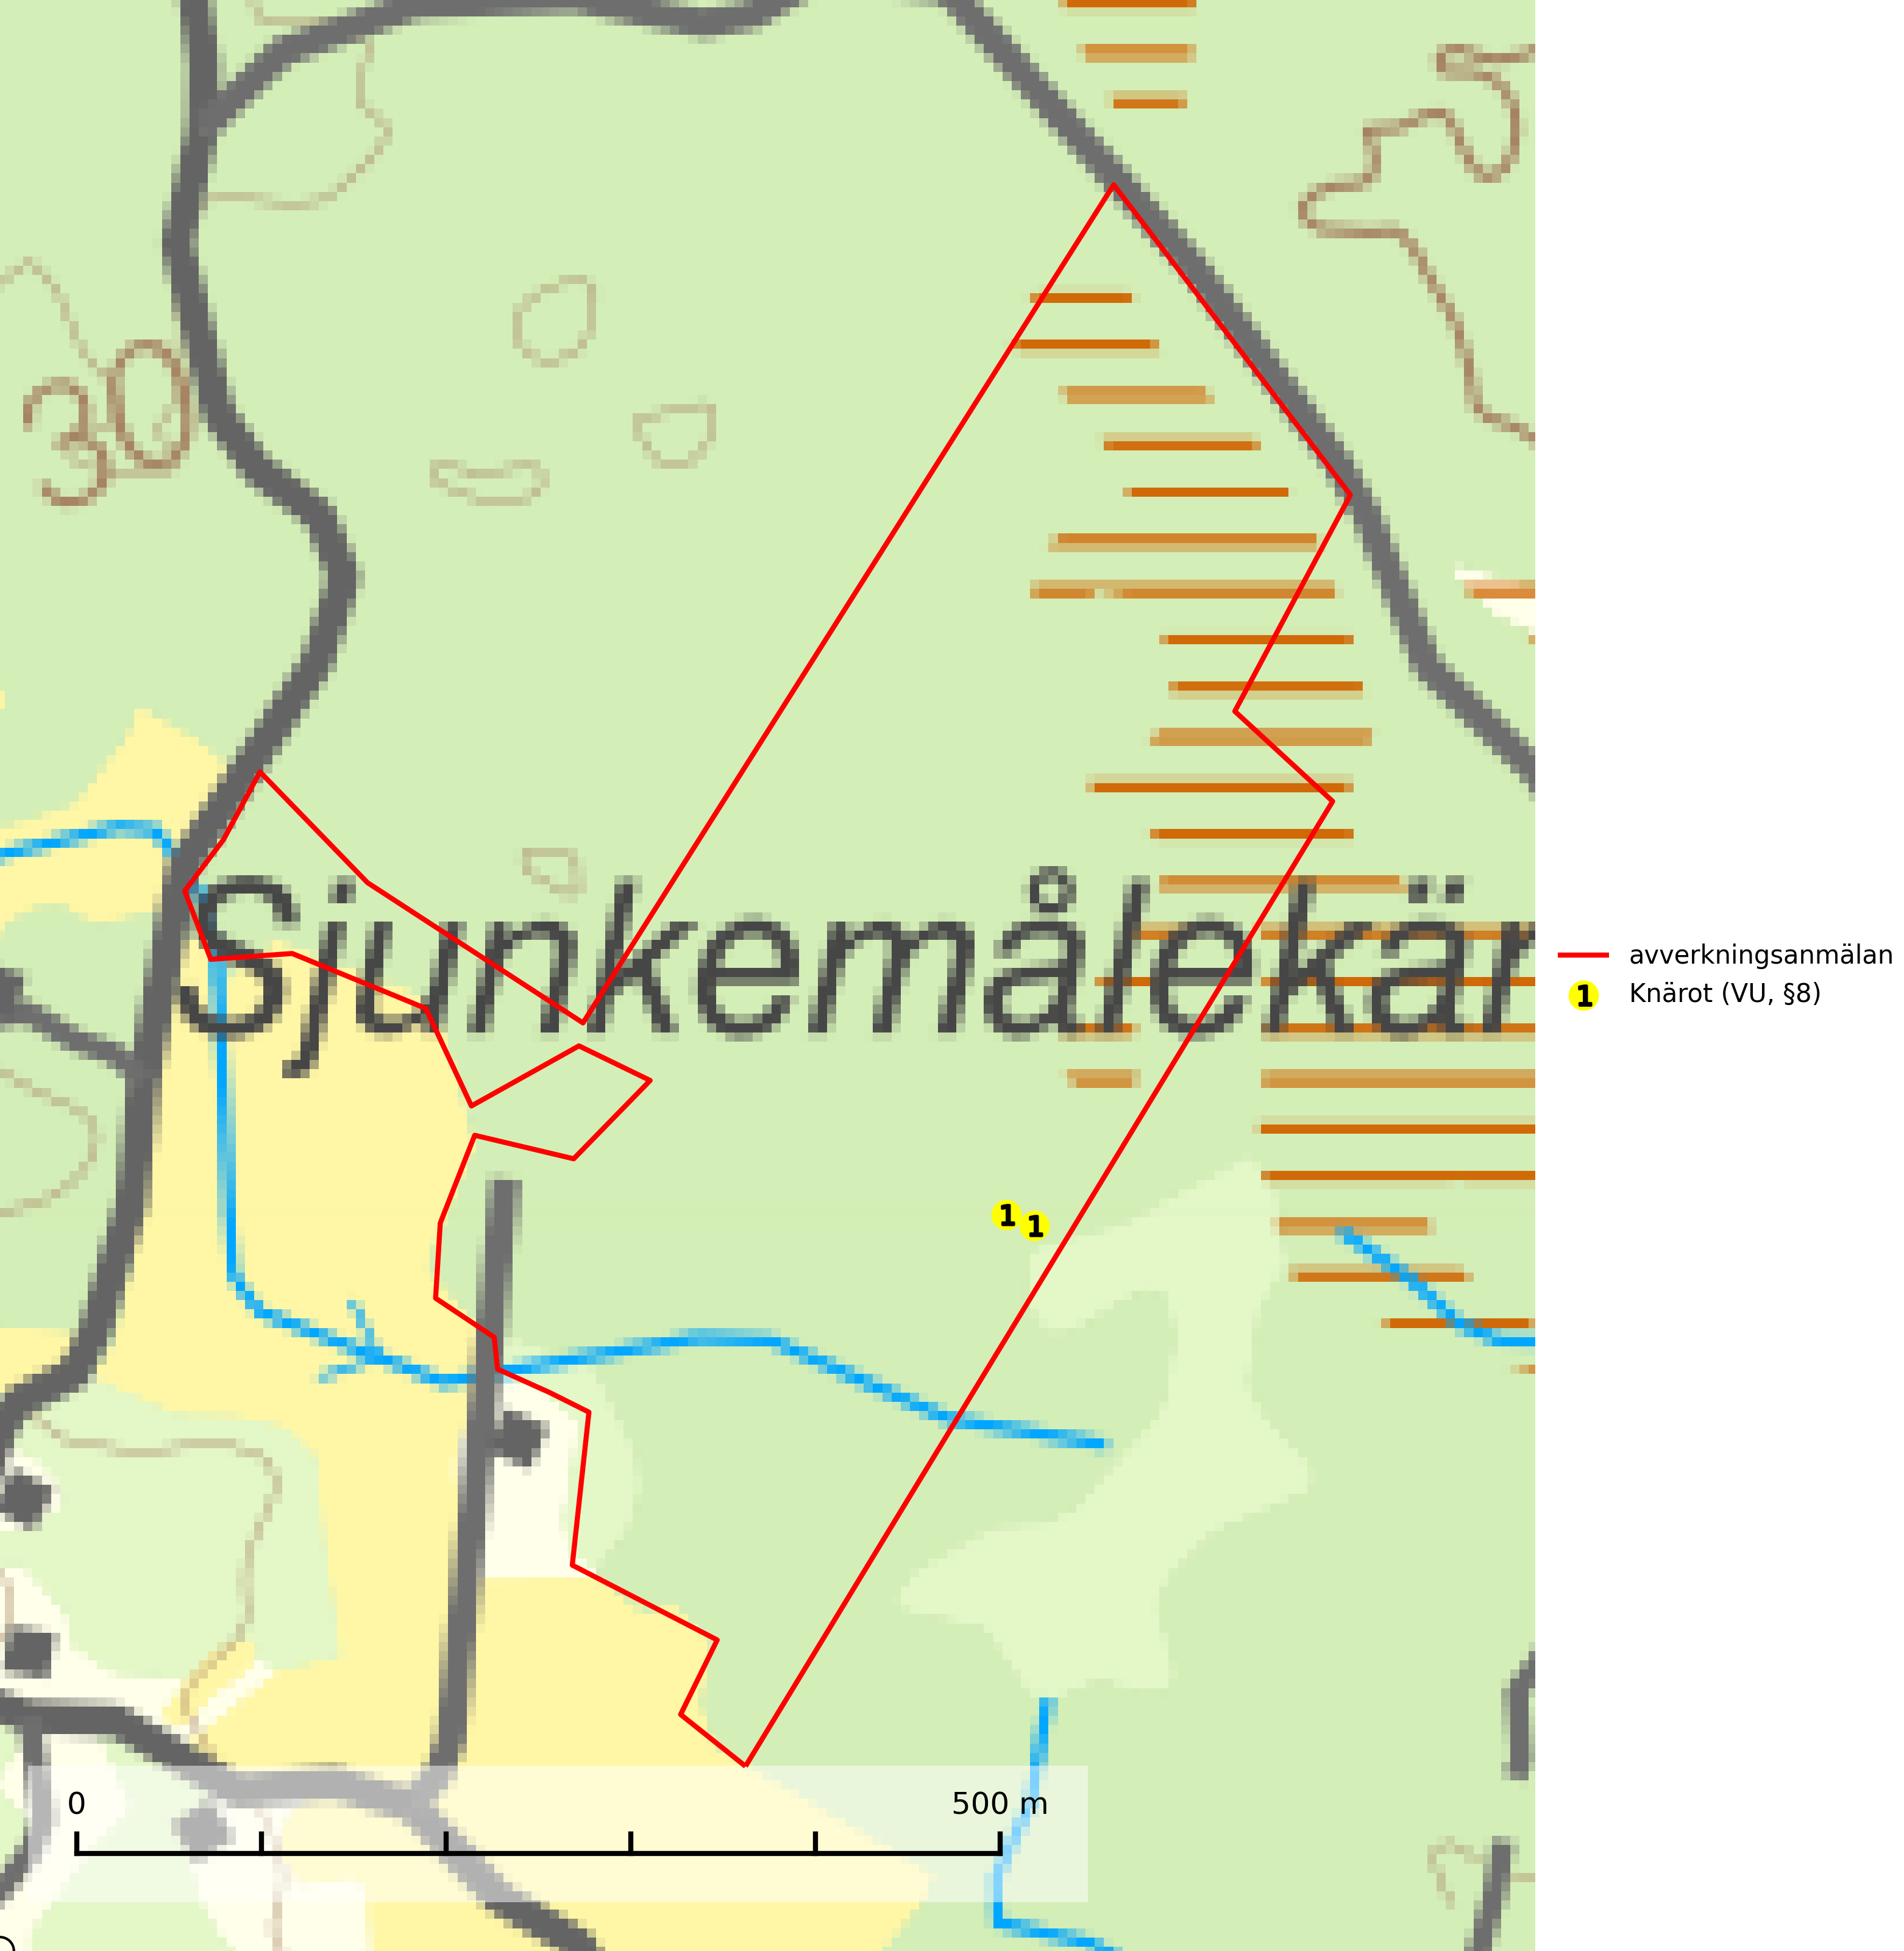 30
Sjunkemålekär
avverkningsanmälan
1 Knärot (VU, §8)
1
1
0 500 m